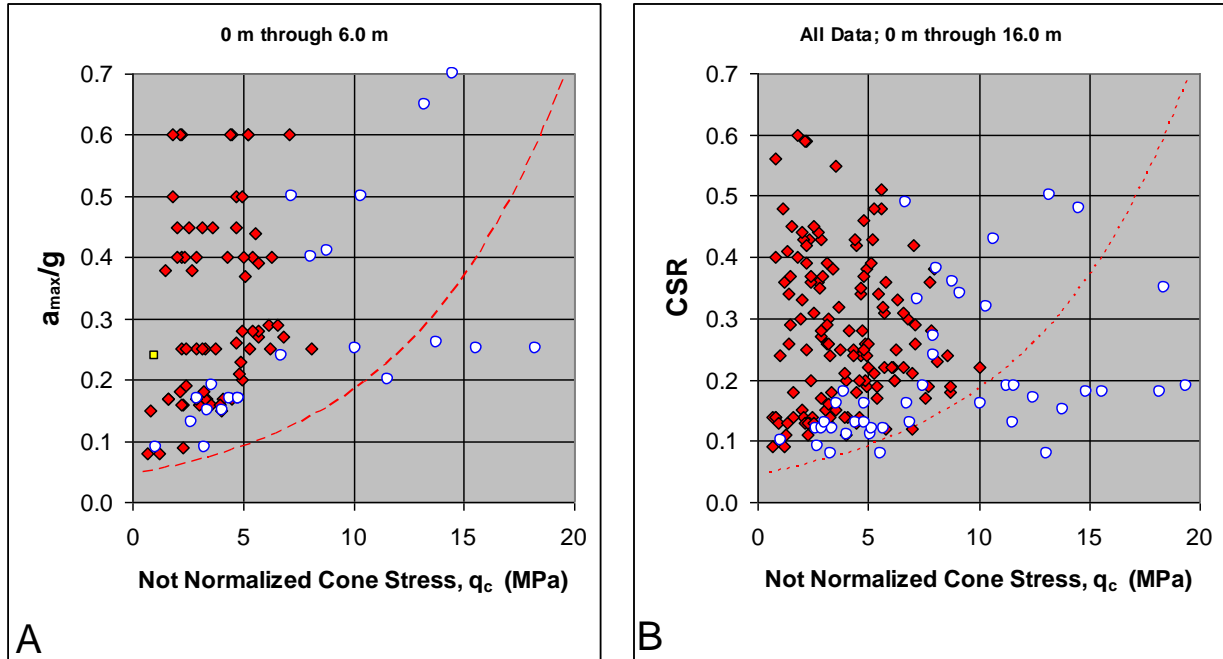 0 m through 6.0 m
0.7
0.6
0.5
0.4
0.3
0.2
0.1
0.0
0 5 10 15 20
a_max/g
Not Normalized Cone Stress, q_c (MPa)
A
All Data; 0 m through 16.0 m
0.7
0.6
0.5
0.4
0.3
0.2
0.1
0.0
0 5 10 15 20
CSR
Not Normalized Cone Stress, q_c (MPa)
B